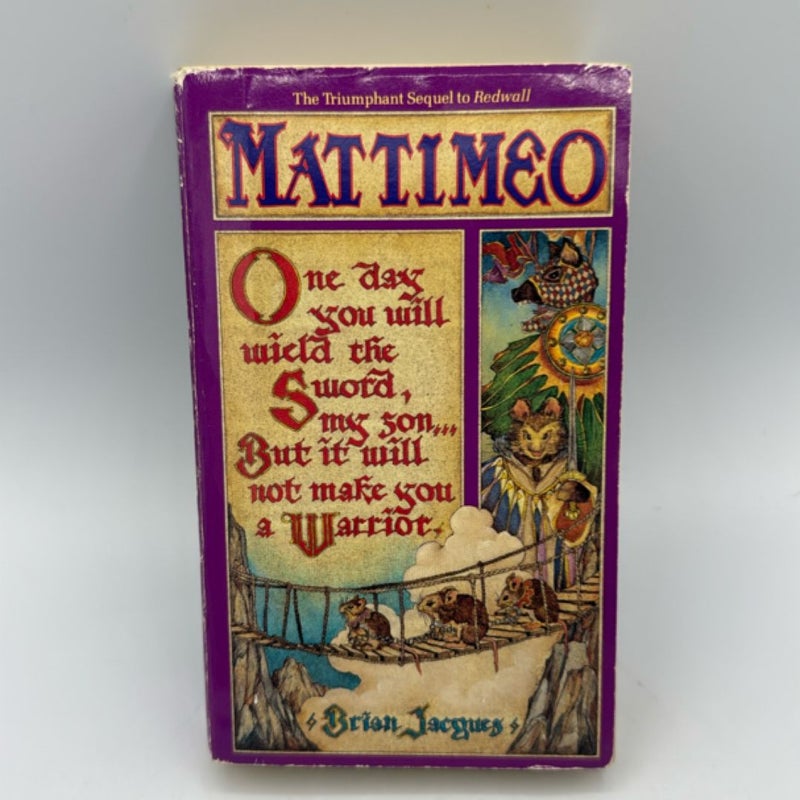 The Triumphant Sequel to Redwall
MATTIMEO
One day
you will
wield the
Sword,
my son...
But it will
not make you
a Warrior.
Brian Jacques